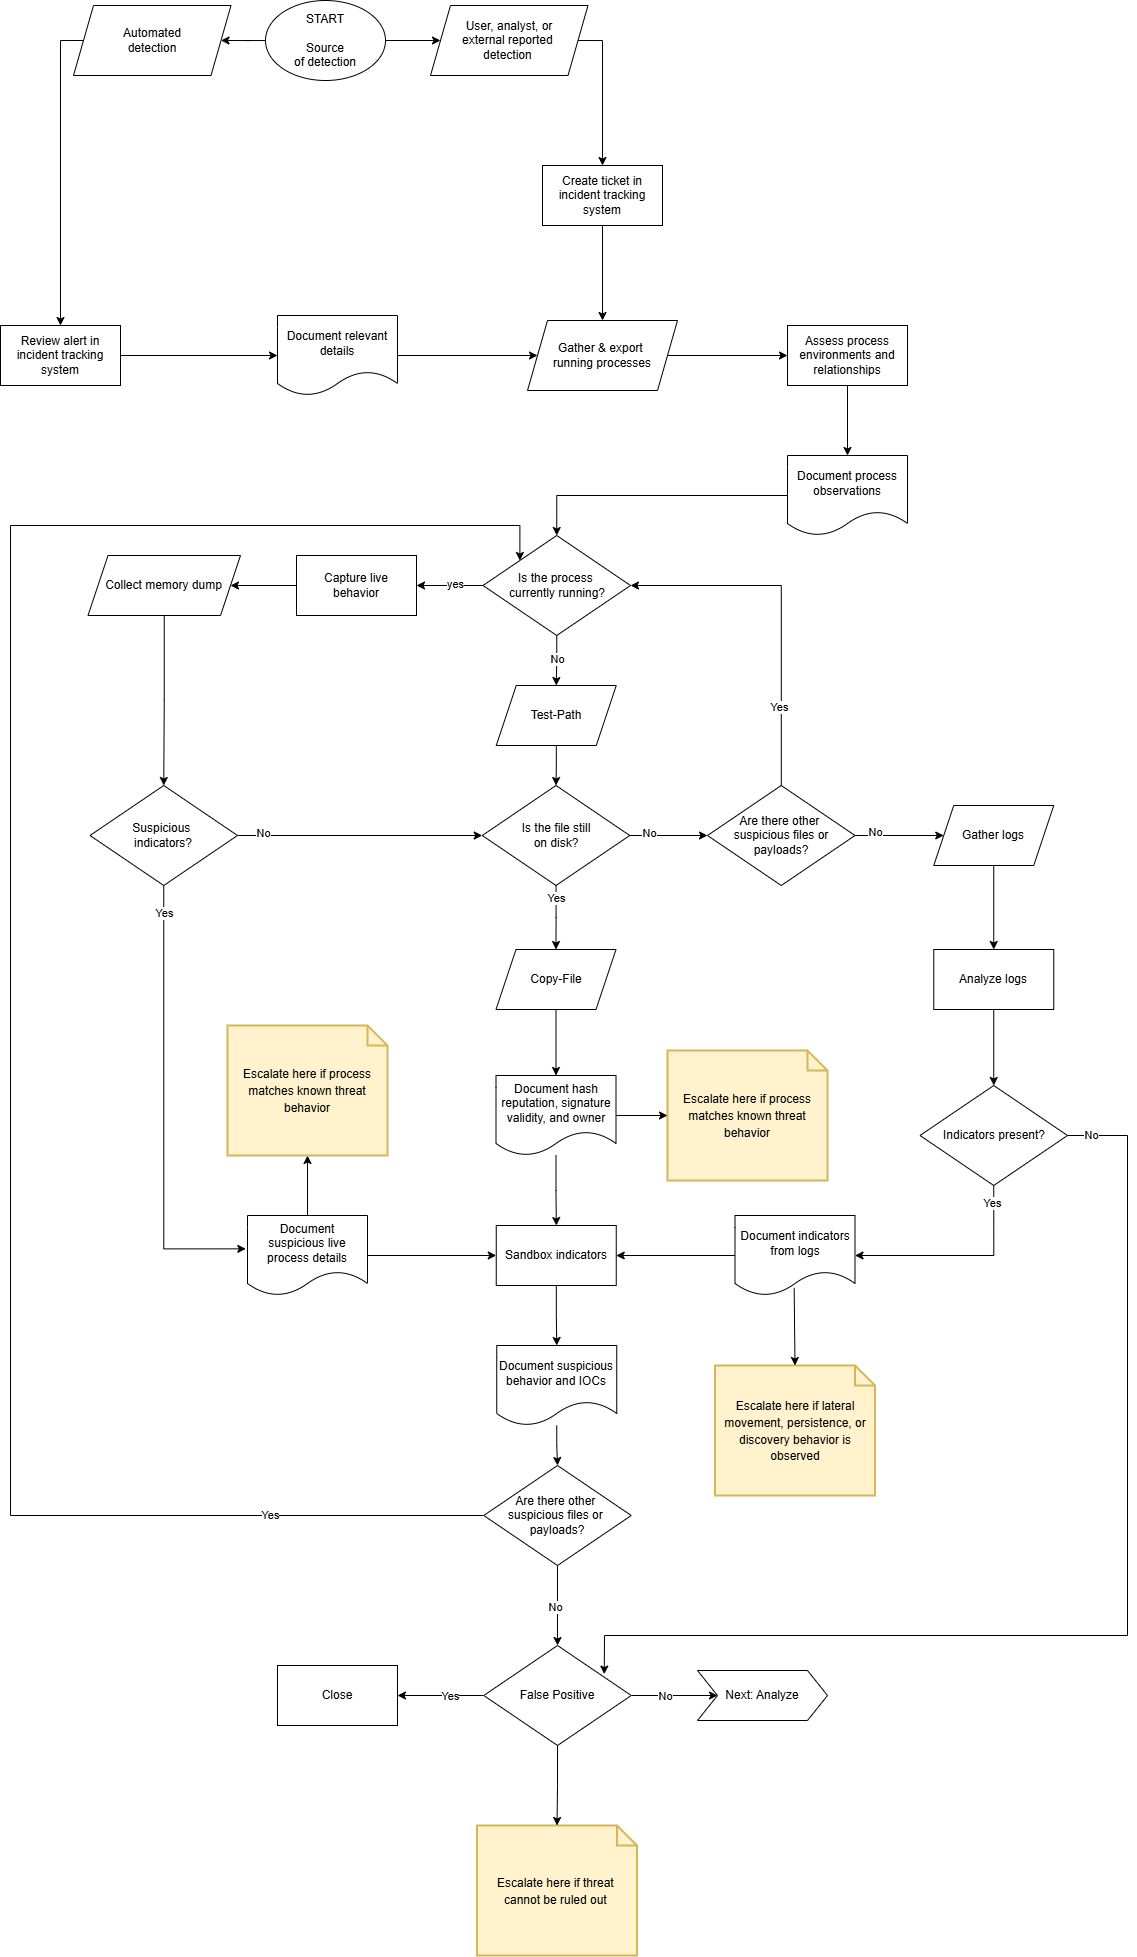 START
Source
of detection
Automated
detection
User, analyst, or
external reported
detection
Create ticket in
incident tracking
system
Review alert in
incident tracking
system
Document relevant
details
Gather & export
running processes
Assess process
environments and
relationships
Document process
observations
Is the process
currently running?
yes
Capture live
behavior
Collect memory dump
No
Test-Path
Yes
Suspicious
indicators?
No
Is the file still
on disk?
No
Are there other
suspicious files or
payloads?
No
Gather logs
Yes
Yes
Copy-File
Analyze logs
Escalate here if process
matches known threat
behavior
Document hash
reputation, signature
validity, and owner
Escalate here if process
matches known threat
behavior
Indicators present?
No
Yes
Document
suspicious live
process details
Sandbox indicators
Document indicators
from logs
Document suspicious
behavior and IOCs
Escalate here if lateral
movement, persistence, or
discovery behavior is
observed
Are there other
suspicious files or
payloads?
Yes
No
Close
Yes
False Positive
No
Next: Analyze
Escalate here if threat
cannot be ruled out